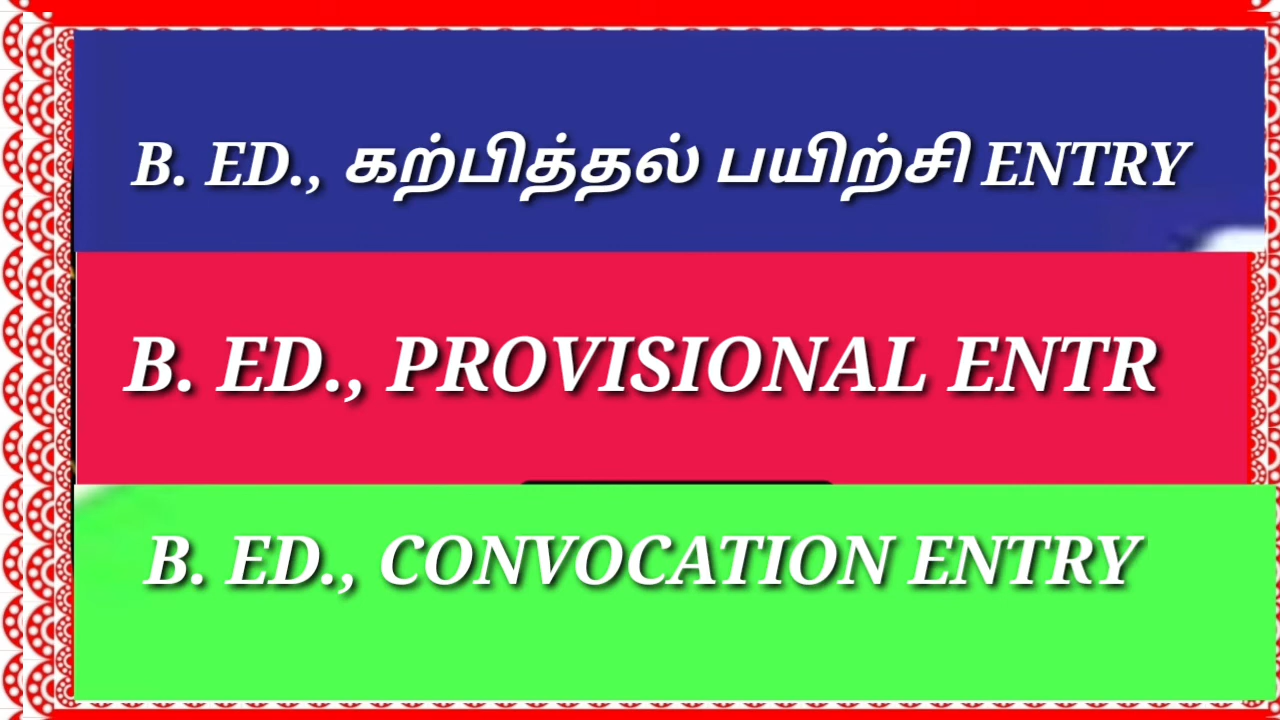 B. ED., கற்பித்தல் பயிற்சி ENTRY
B. ED., PROVISIONAL ENTR
B. ED., CONVOCATION ENTRY